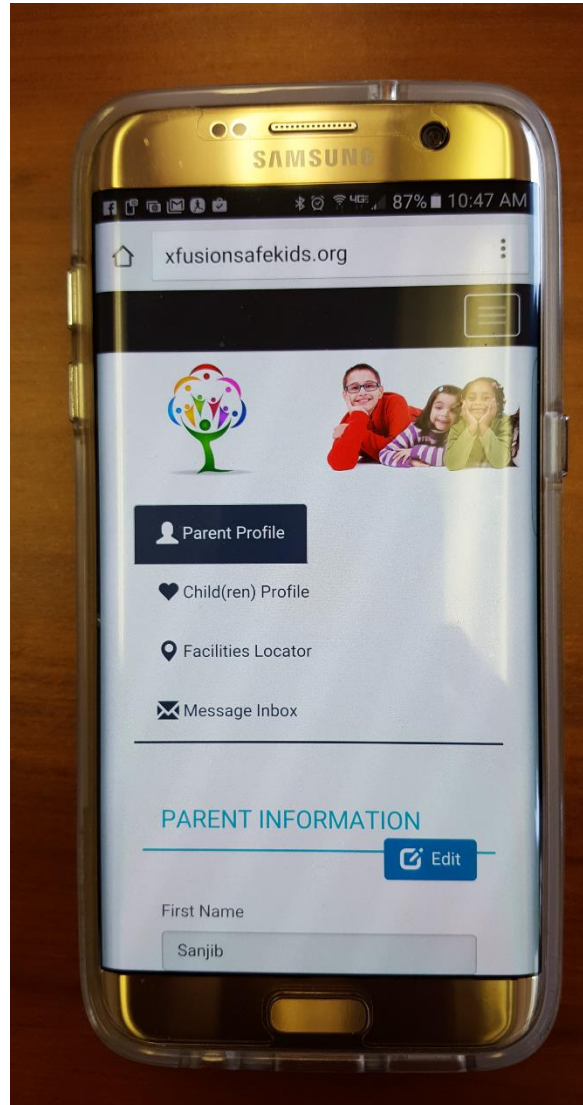 SAMSUNG
4GE 87% 10:47 AM
xfusionsafekids.org
Parent Profile
Child(ren) Profile
Facilities Locator
Message Inbox
PARENT INFORMATION
Edit
First Name
Sanjib